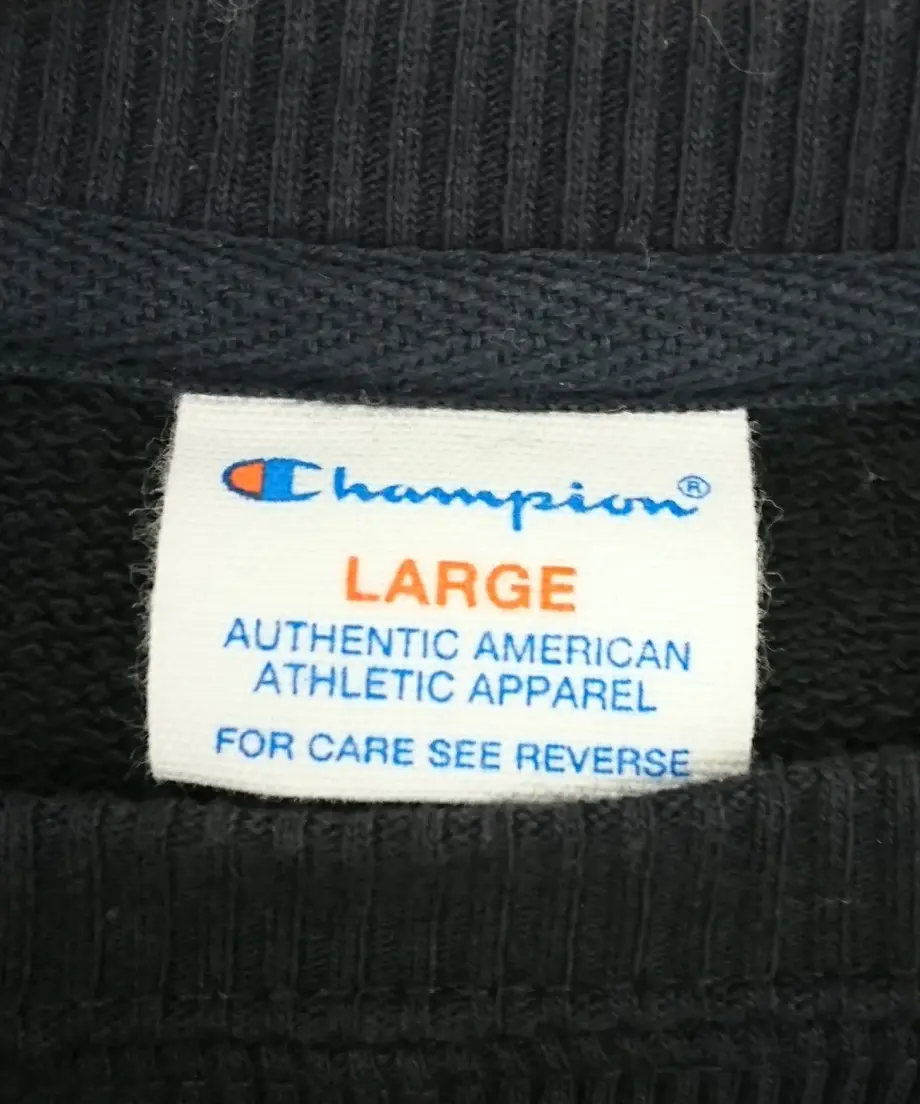 Champion®
LARGE
AUTHENTIC AMERICAN
ATHLETIC APPAREL
FOR CARE SEE REVERSE